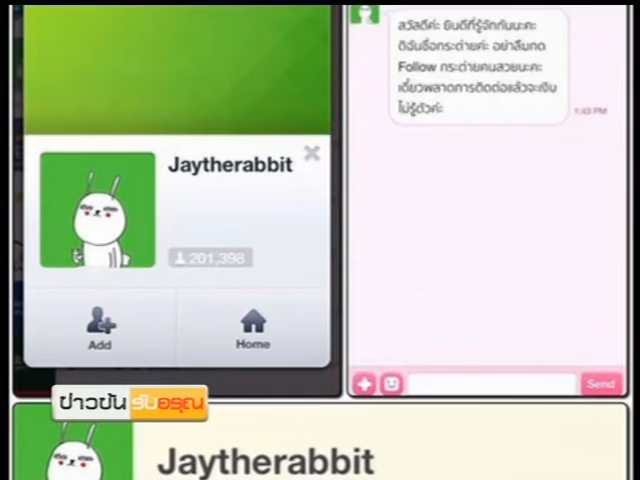 Jaytherabbit
201,398
Add
Home
สวัสดีค่ะ ยินดีที่รู้จักกันนะคะ
ดิฉันชื่อกระต่ายค่ะ อย่าลืมกด
Follow กระต่ายคนสวยนะคะ
เดี๋ยวพลาดการติดต่อแล้วจะเงิบ
ไม่รู้ตัวค่ะ
1:43 PM
Send
ข่าวข้น รับอรุณ
Jaytherabbit